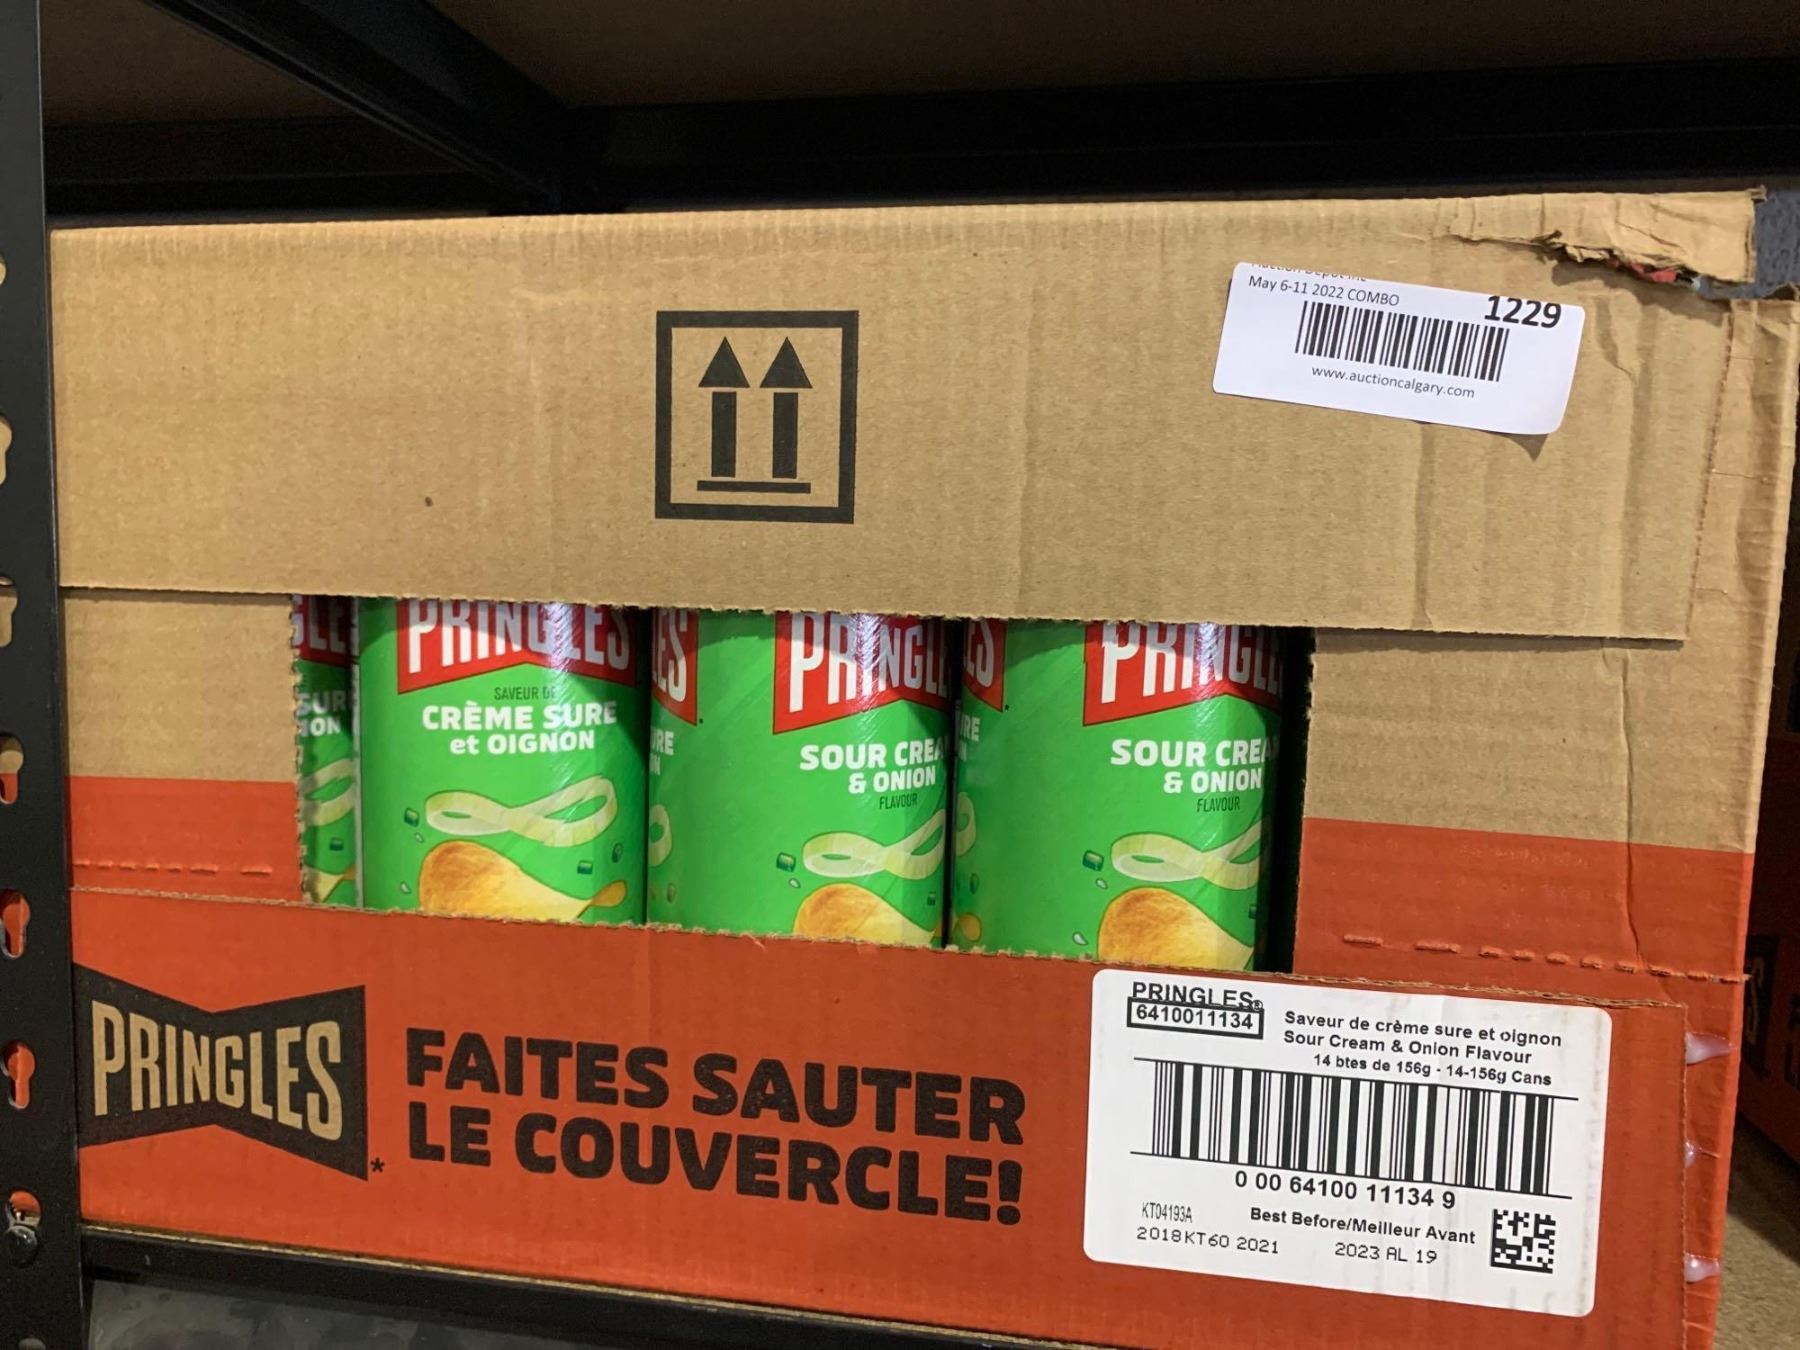 May 6-11 2022 COMBO
1229
www.auctioncalgary.com
PRINGLES
SAVEUR DE
CRÈME SURE
et OIGNON
PRINGL
SOUR CREA
& ONION
FLAVOUR
PRINGLE
SOUR CREA
& ONION
FLAVOUR
PRINGLES
*
FAITES SAUTER
LE COUVERCLE!
PRINGLES®
6410011134
Saveur de crème sure et oignon
Sour Cream & Onion Flavour
14 btes de 156g - 14-156g Cans
0 00 64100 11134 9
KT04193A
Best Before/Meilleur Avant
2018KT60 2021
2023 AL 19